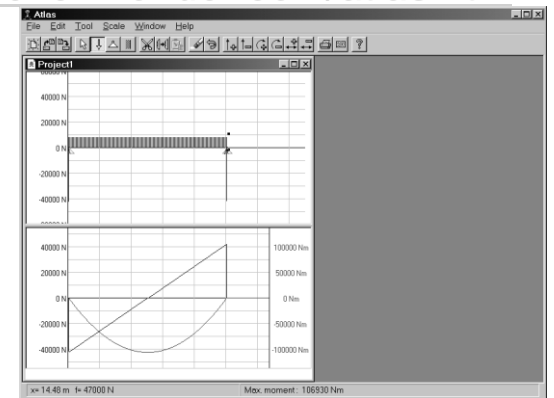 Atlas
File Edit Tool Scale Window Help
Project1
60000 N
40000 N
20000 N
0 N
-20000 N
-40000 N
40000 N
20000 N
0 N
-20000 N
-40000 N
100000 Nm
50000 Nm
0 Nm
-50000 Nm
-100000 Nm
x= 14.48 m f= 47000 N Max. moment: 106930 Nm